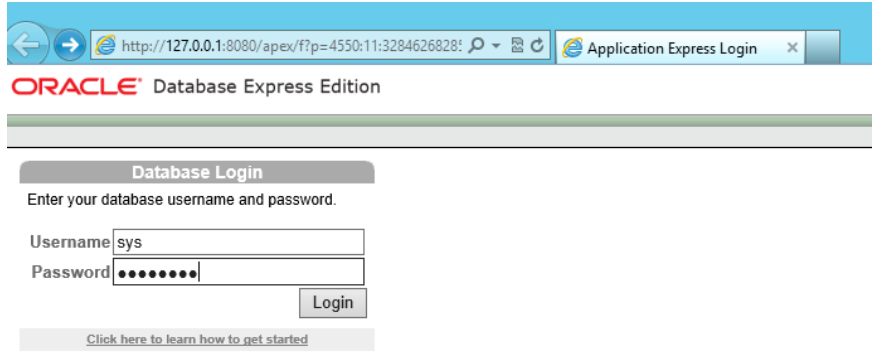 http://127.0.0.1:8080/apex/f?p=4550:11:3284626828 Application Express Login
ORACLE Database Express Edition
Database Login
Enter your database username and password.
Username sys
Password ●●●●●●●●
Login
Click here to learn how to get started